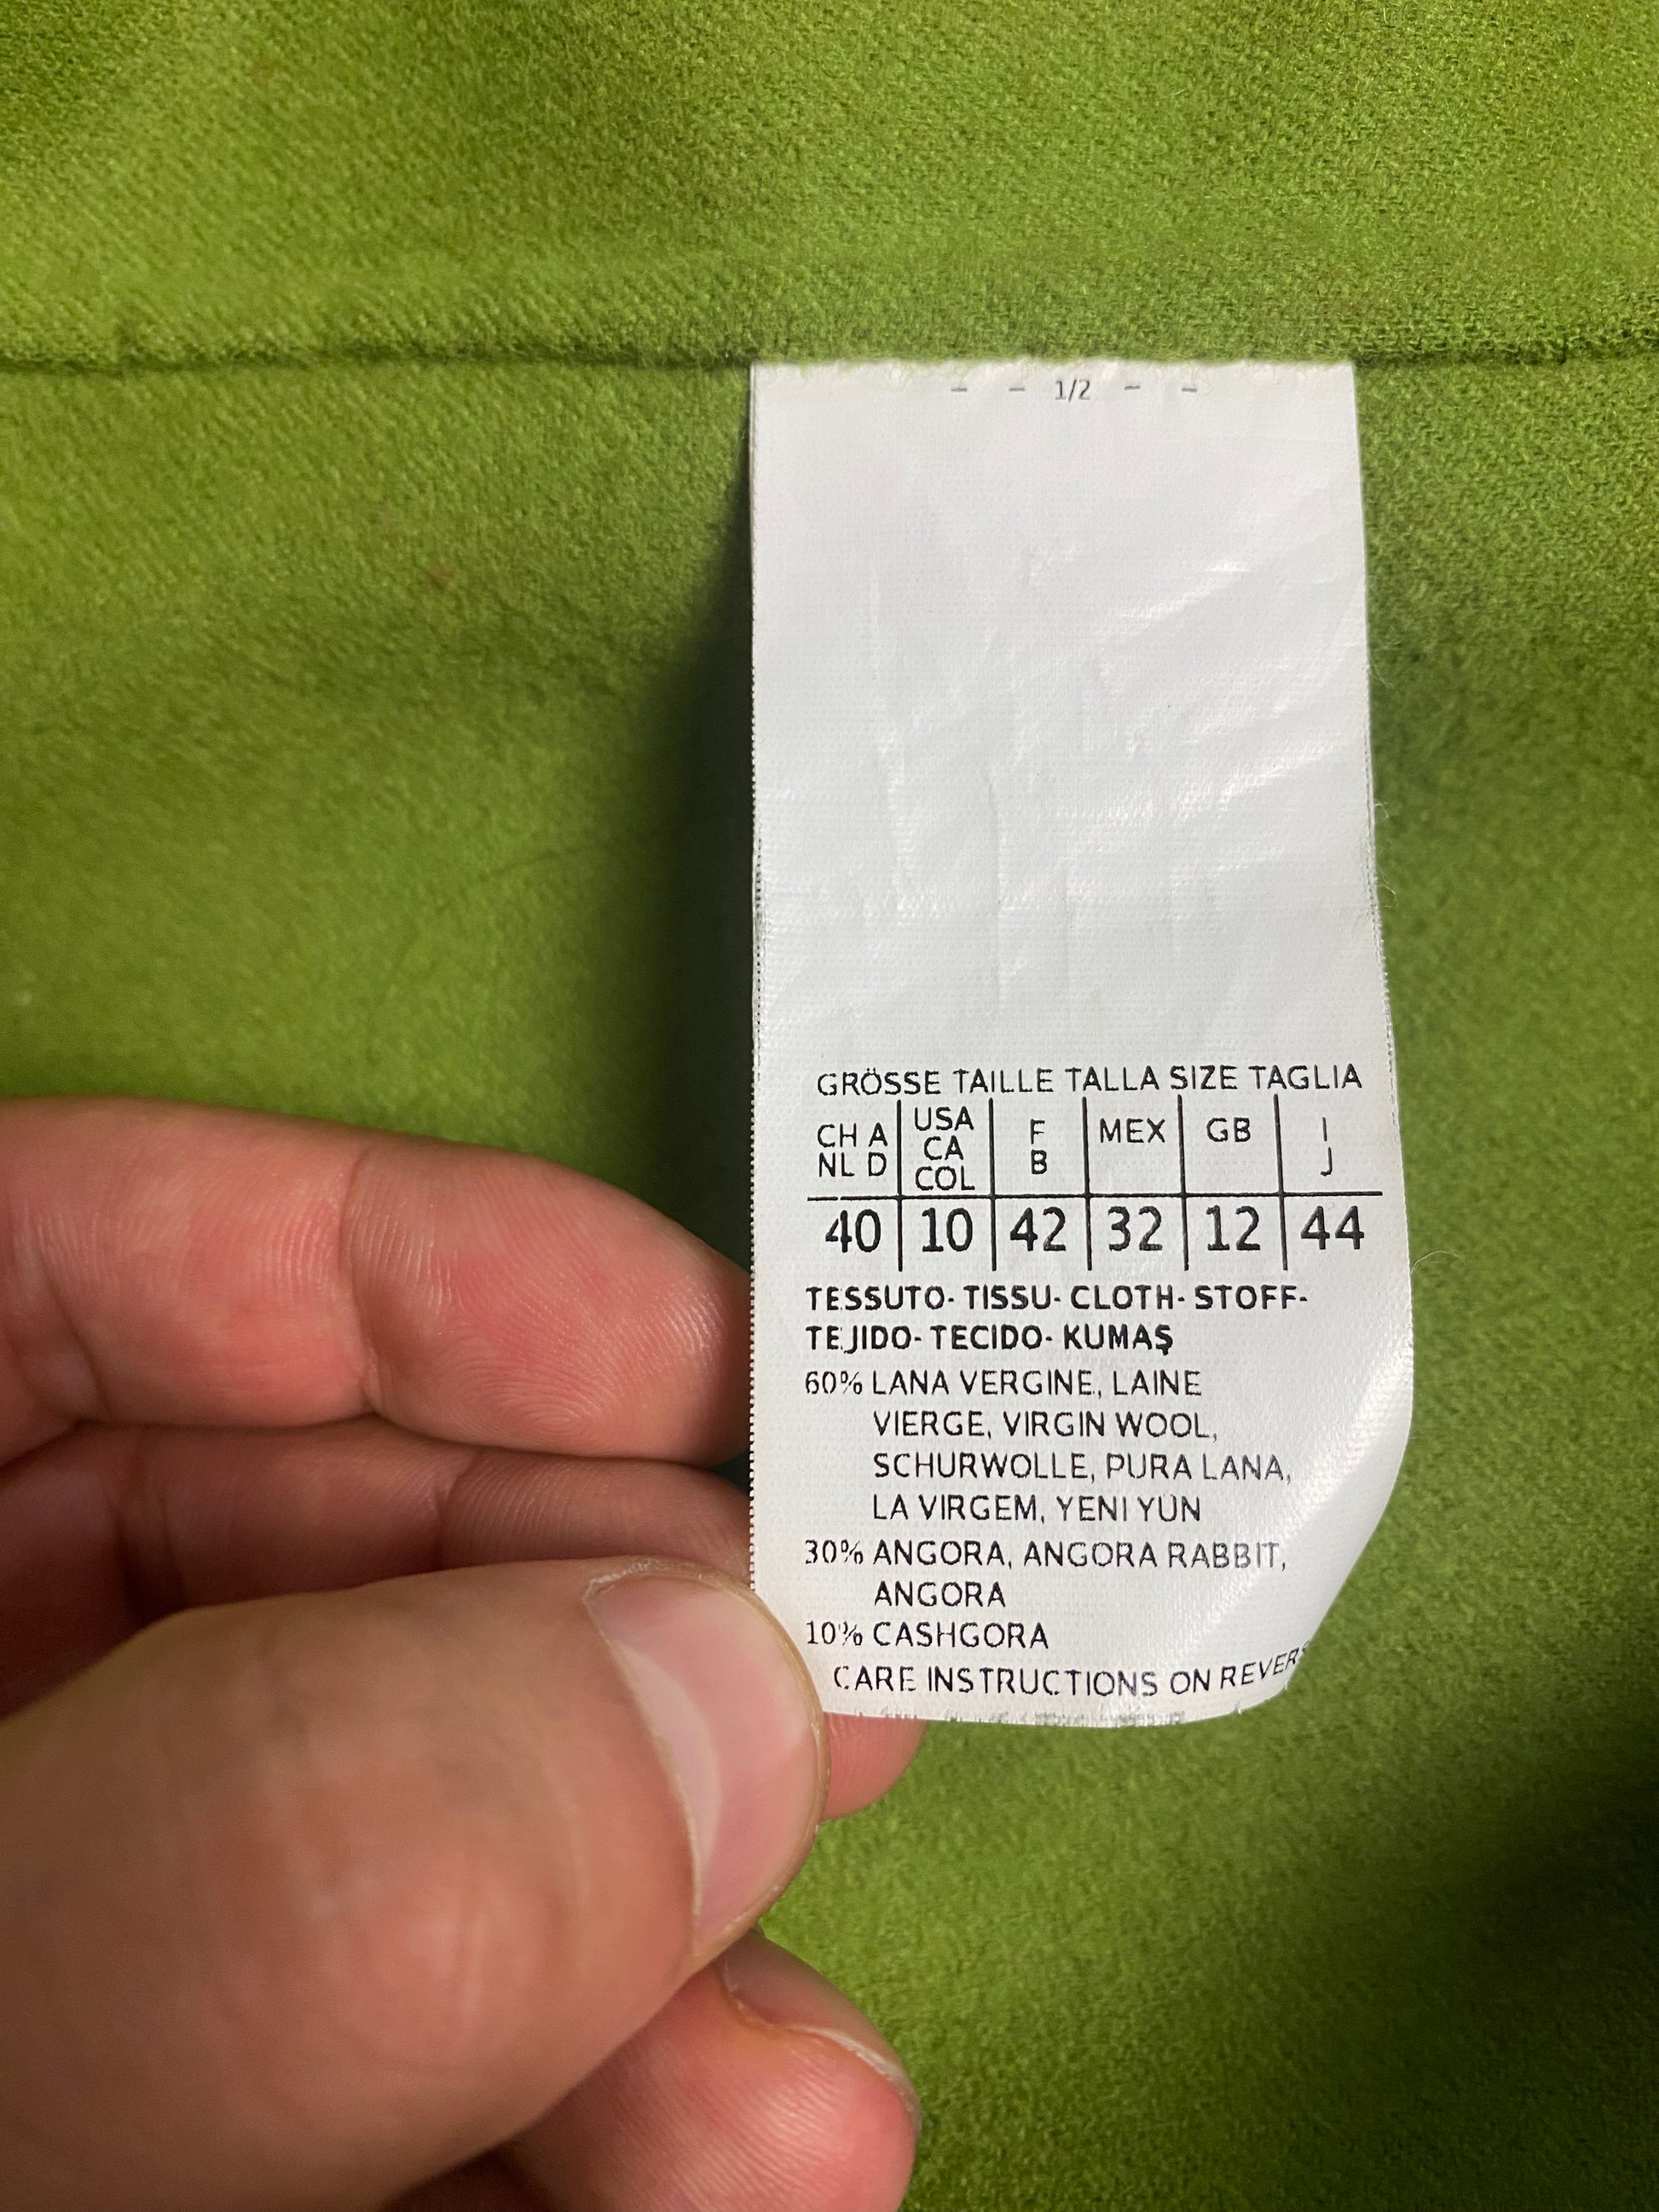 - - 1/2 - -
GRÖSSE TAILLE TALLA SIZE TAGLIA
CH A NL D | USA CA COL | F B | MEX | GB | I J
40 | 10 | 42 | 32 | 12 | 44
TESSUTO- TISSU- CLOTH- STOFF-
TEJIDO- TECIDO- KUMAŞ
60% LANA VERGINE, LAINE
VIERGE, VIRGIN WOOL,
SCHURWOLLE, PURA LANA,
LA VIRGEM, YENI YÜN
30% ANGORA, ANGORA RABBIT,
ANGORA
10% CASHGORA
CARE INSTRUCTIONS ON